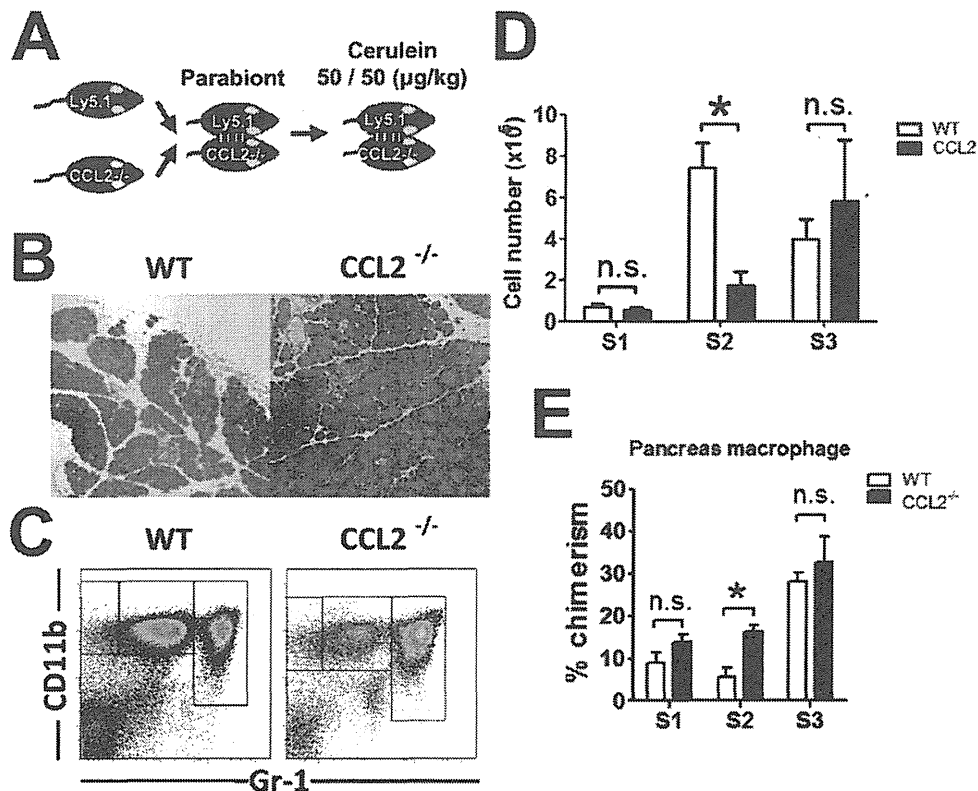 A
Ly5.1
CCL2-/-
Parabiont
Ly5.1
CCL2-/-
Cerulein
50 / 50 (µg/kg)
Ly5.1
CCL2-/-
B
WT
CCL2 -/-
C
WT
CCL2 -/-
CD11b
Gr-1
D
Cell number (x10⁶)
10
8
6
4
2
0
n.s.
*
n.s.
S1
S2
S3
WT
CCL2
E
Pancreas macrophage
% chimerism
50
40
30
20
10
0
n.s.
*
n.s.
S1
S2
S3
WT
CCL2-/-